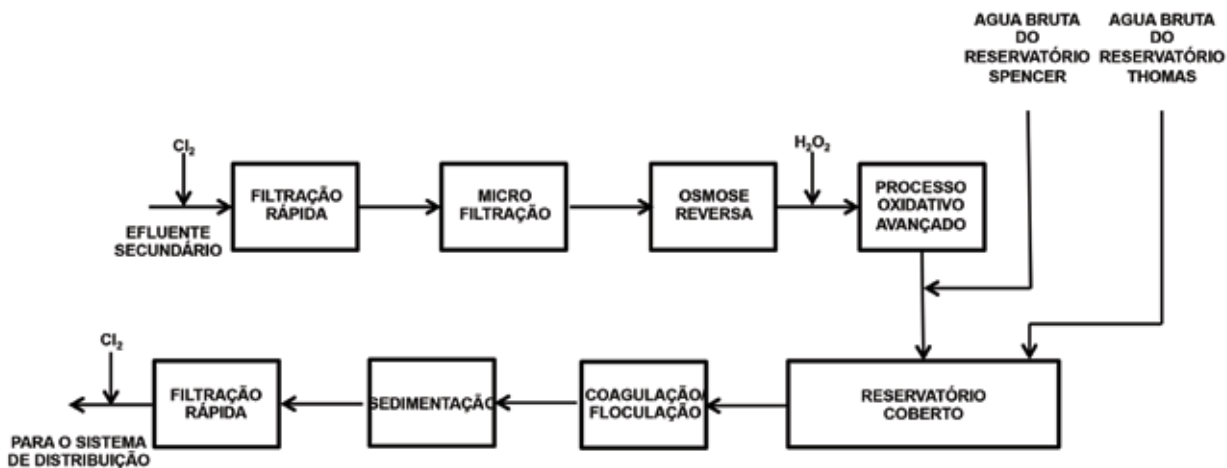 AGUA BRUTA
DO
RESERVATÓRIO
SPENCER
AGUA BRUTA
DO
RESERVATÓRIO
THOMAS
Cl₂
H₂O₂
FILTRAÇÃO
RÁPIDA
MICRO
FILTRAÇÃO
OSMOSE
REVERSA
PROCESSO
OXIDATIVO
AVANÇADO
EFLUENTE
SECUNDÁRIO
Cl₂
FILTRAÇÃO
RÁPIDA
SEDIMENTAÇÃO
COAGULAÇÃO/
FLOCULAÇÃO
RESERVATÓRIO
COBERTO
PARA O SISTEMA
DE DISTRIBUIÇÃO